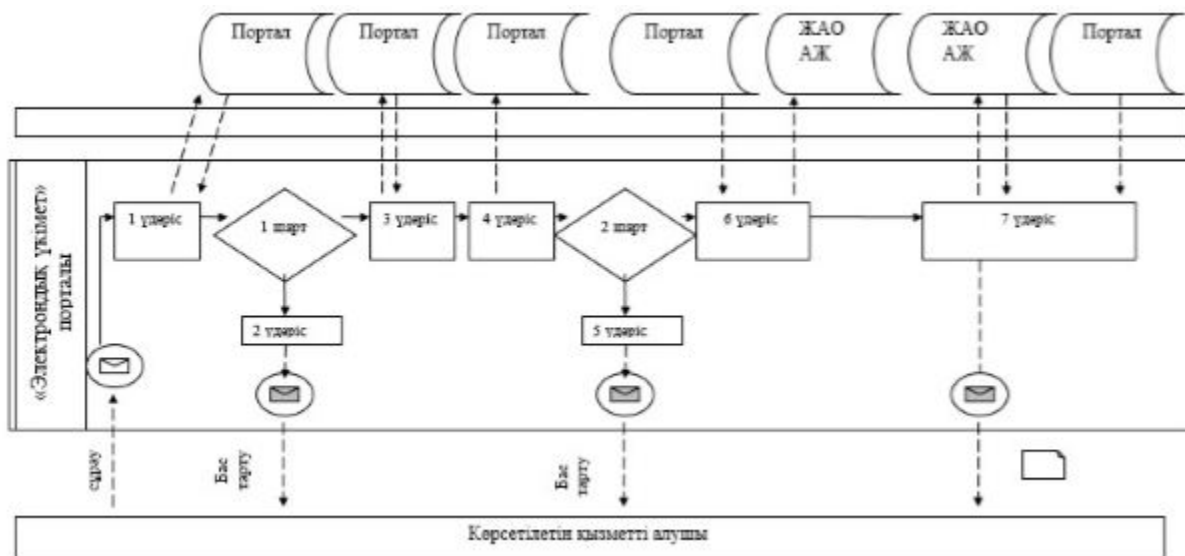 Портал
Портал
Портал
Портал
ЖАО
АЖ
ЖАО
АЖ
Портал
«Электрондық үкімет»
порталы
1 үдеріс
1 шарт
3 үдеріс
4 үдеріс
2 шарт
6 үдеріс
7 үдеріс
2 үдеріс
5 үдеріс
сұрау
Бас
тарту
Бас
тарту
Көрсетілетін қызметті алушы